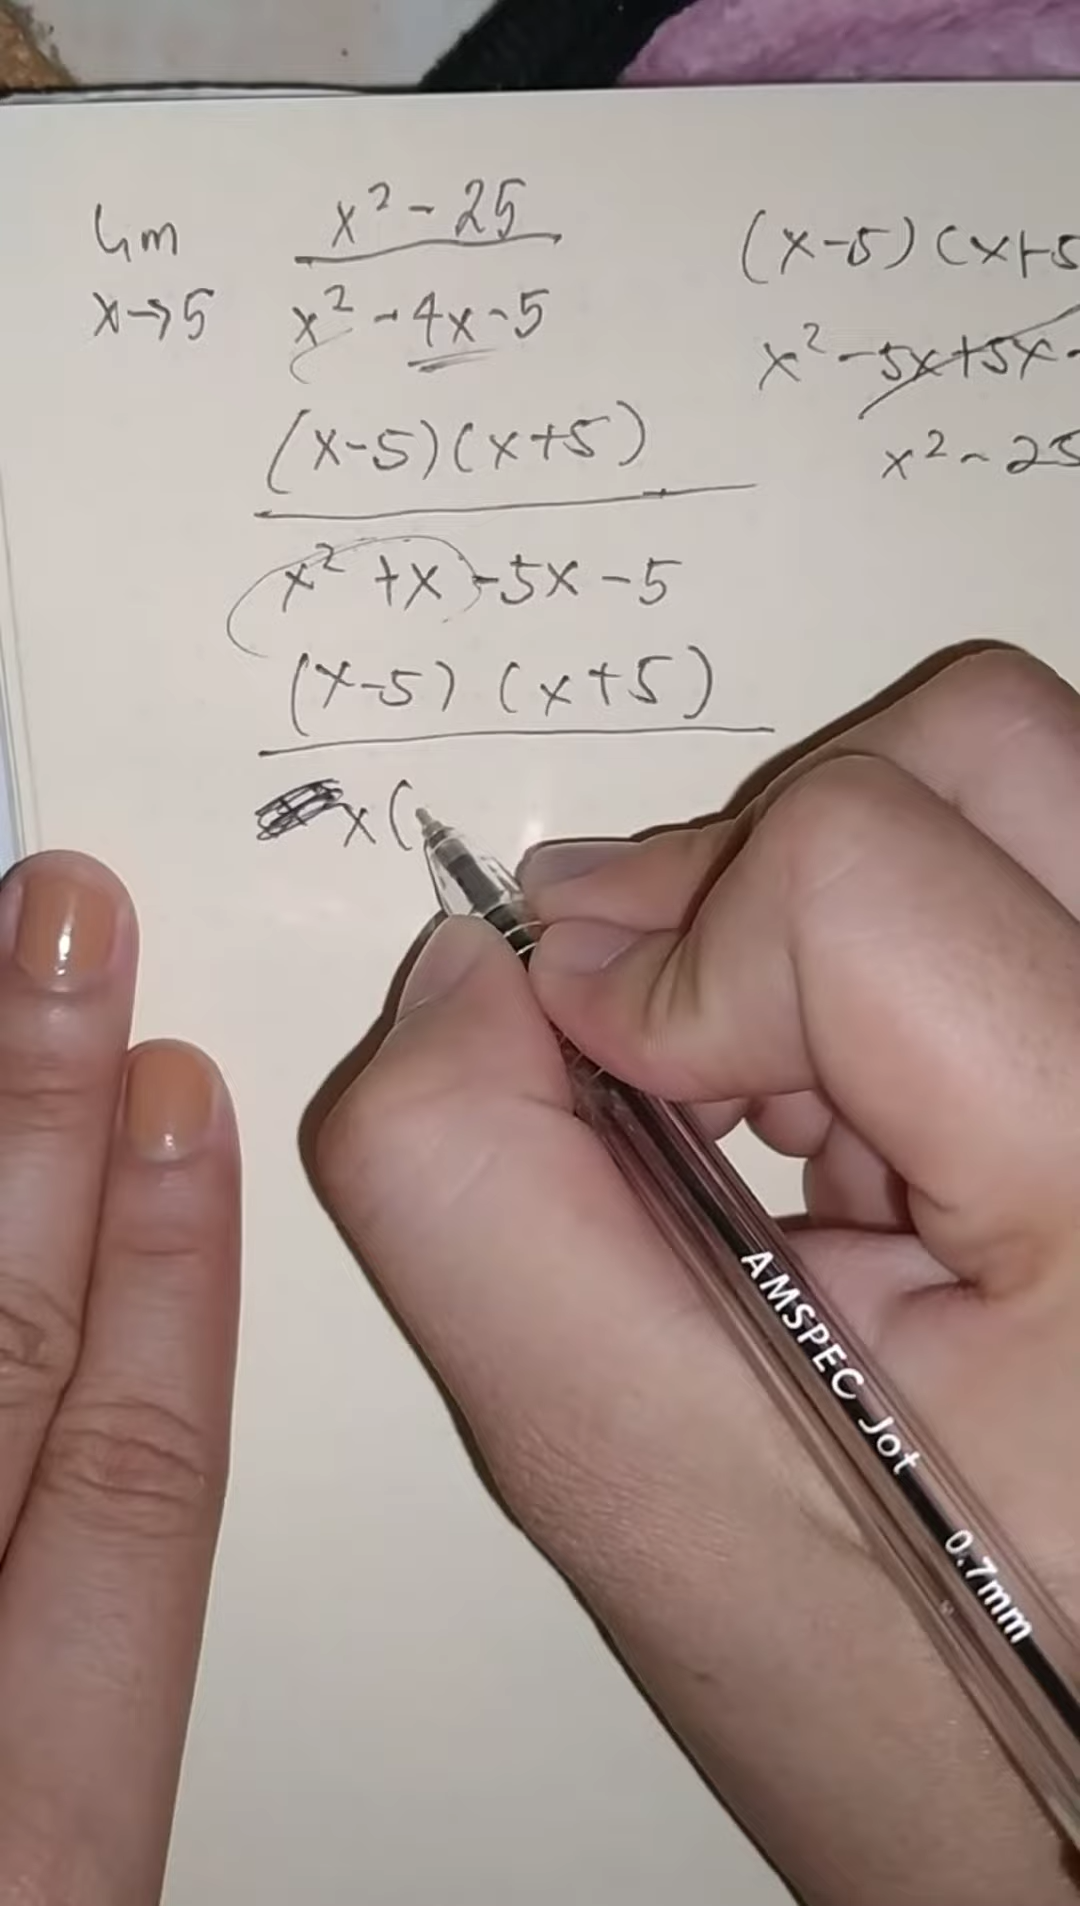 lim x² - 25
x→5 x² - 4x - 5
(x-5)(x+5)
x² + x - 5x - 5
(x-5) (x+5)
x(
(x-5)(x+5
x² - 5x + 5x -
x² - 25
AMSPEC Jot 0.7mm